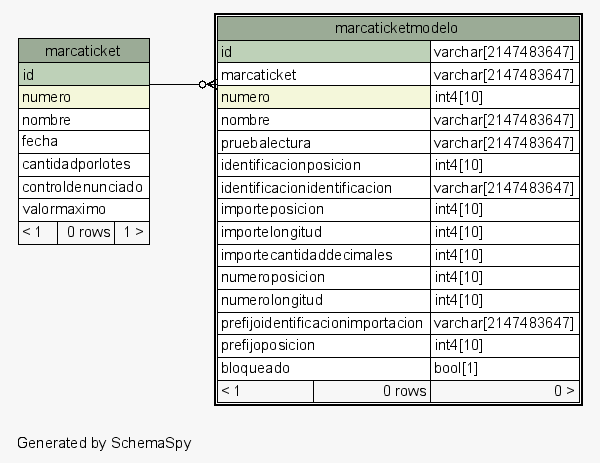 marcaticket
id
numero
nombre
fecha
cantidadporlotes
controldenunciado
valormaximo
< 1 0 rows 1 >
marcaticketmodelo
id varchar[2147483647]
marcaticket varchar[2147483647]
numero int4[10]
nombre varchar[2147483647]
pruebalectura varchar[2147483647]
identificacionposicion int4[10]
identificacionidentificacion varchar[2147483647]
importeposicion int4[10]
importelongitud int4[10]
importecantidaddecimales int4[10]
numeroposicion int4[10]
numerolongitud int4[10]
prefijoidentificacionimportacion varchar[2147483647]
prefijoposicion int4[10]
bloqueado bool[1]
< 1 0 rows 0 >
Generated by SchemaSpy